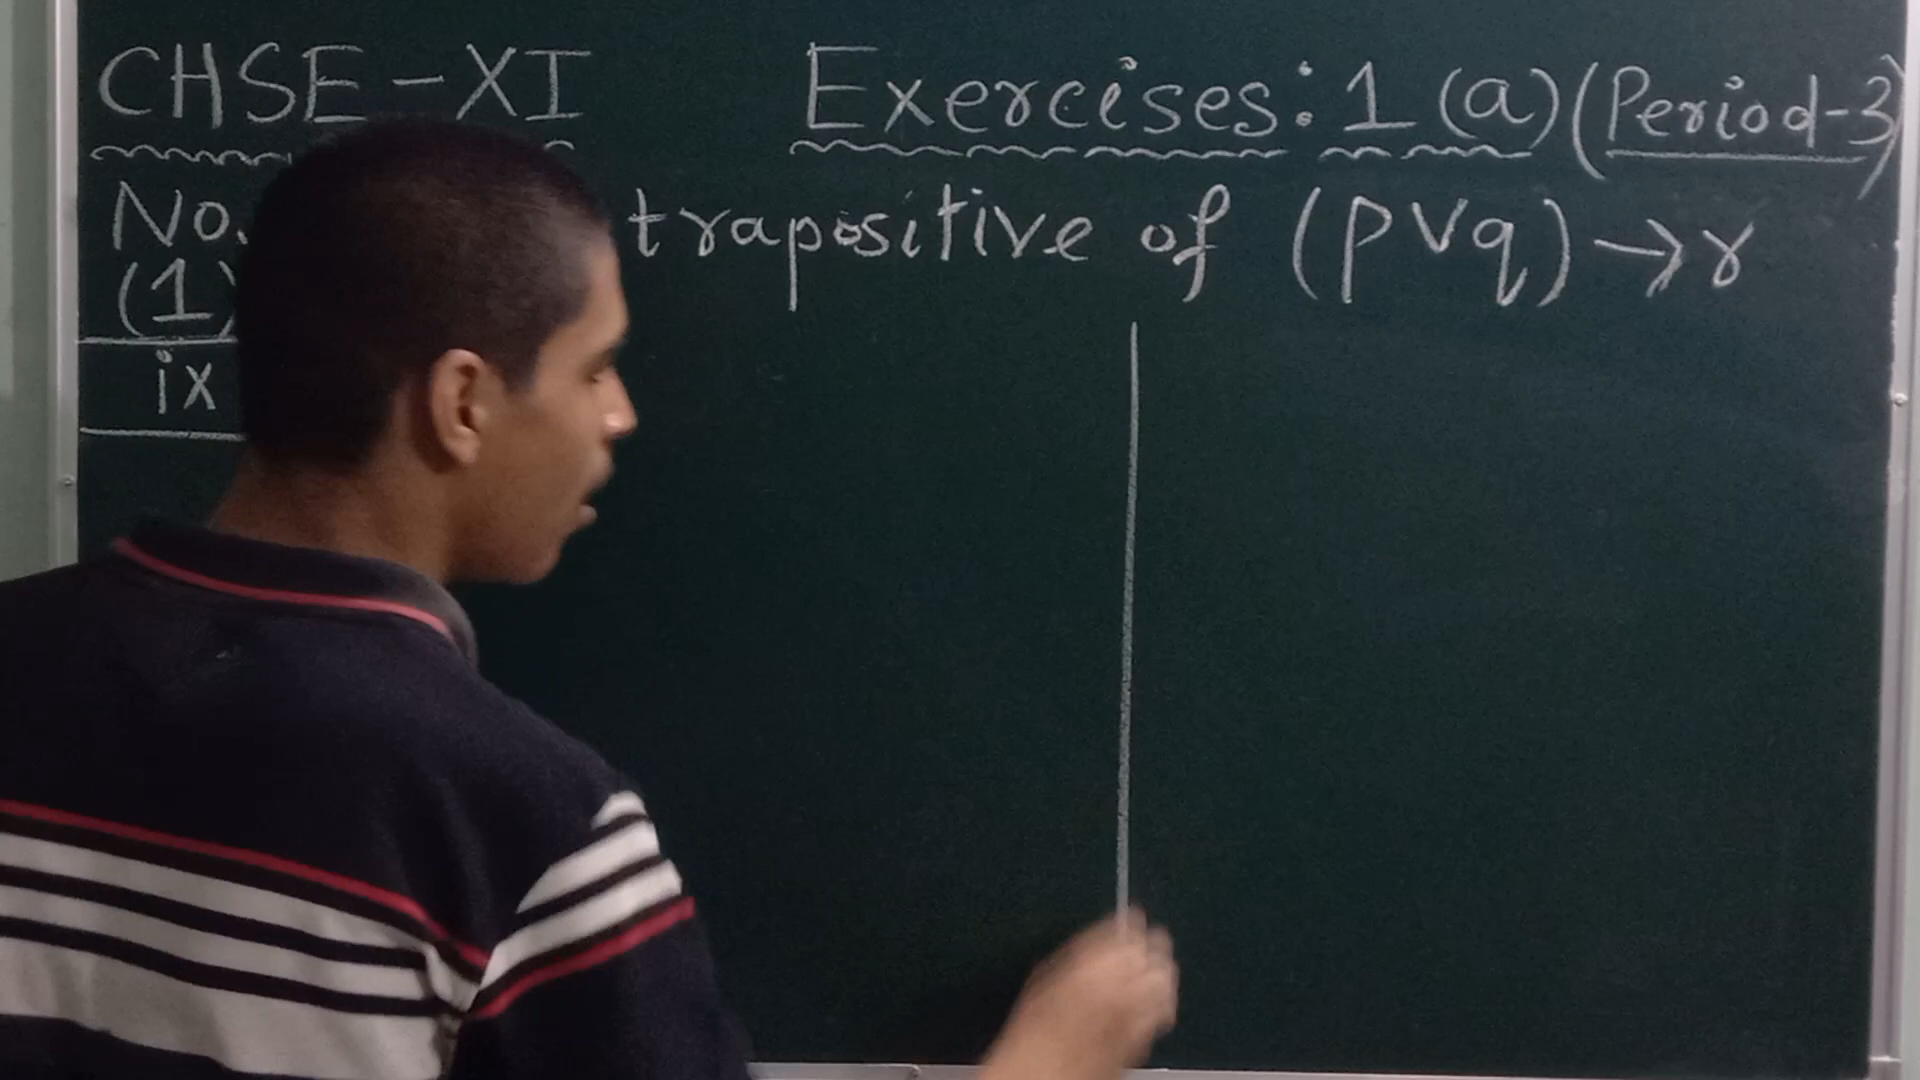 CHSE-XI Exercises: 1 (a) (Period-3)
No. trapositive of (p∨q)→r
(1)
ix